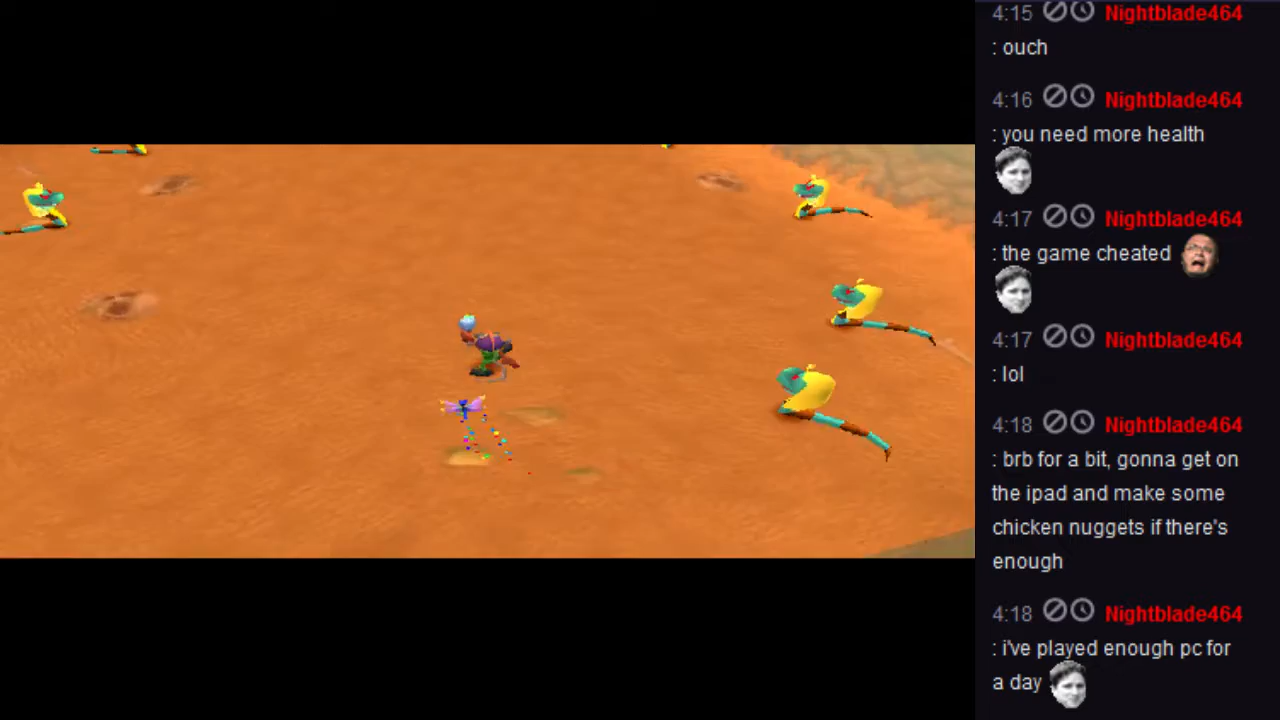 4:15 Nightblade464
: ouch
4:16 Nightblade464
: you need more health
4:17 Nightblade464
: the game cheated
4:17 Nightblade464
: lol
4:18 Nightblade464
: brb for a bit, gonna get on
the ipad and make some
chicken nuggets if there's
enough
4:18 Nightblade464
: i've played enough pc for
a day